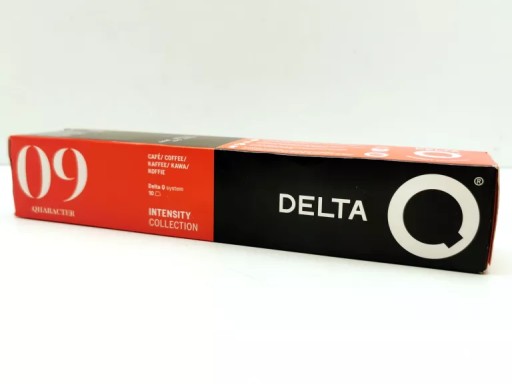 09
QHARACTER
CAFÉ/ COFFEE/
KAFFEE/ KAWA/
KOFFIE
Delta Q system
10
INTENSITY
COLLECTION
DELTA
Q
®